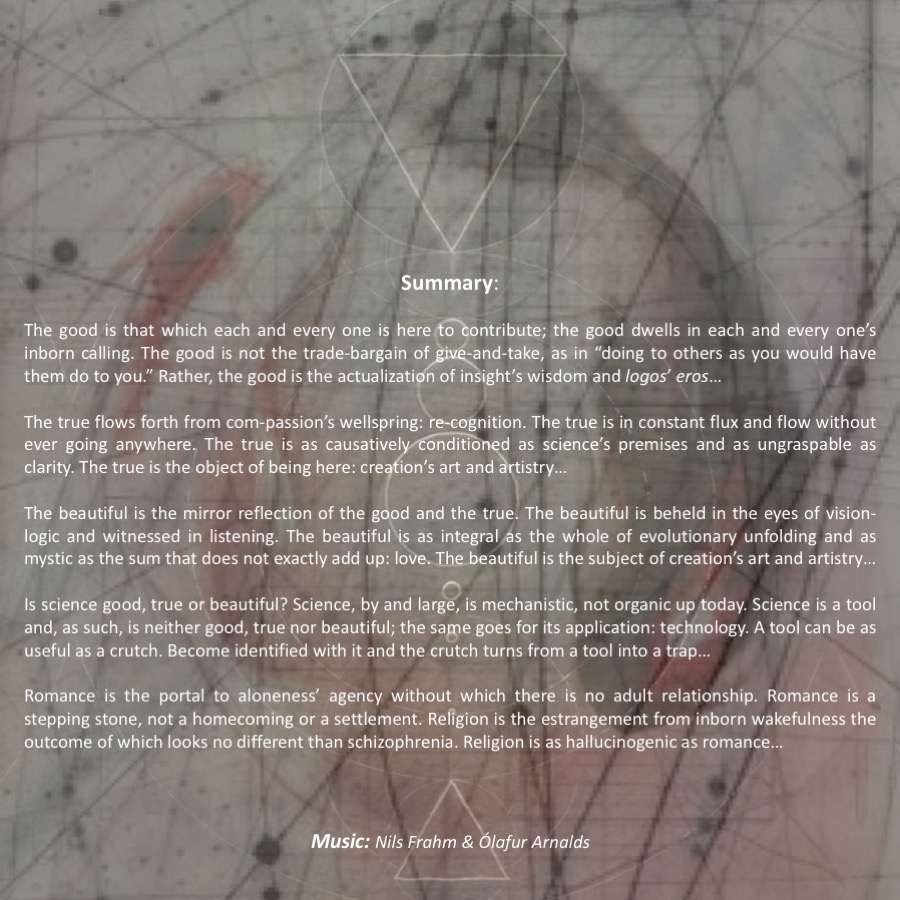 Summary:
The good is that which each and every one is here to contribute; the good dwells in each and every one’s
inborn calling. The good is not the trade-bargain of give-and-take, as in “doing to others as you would have
them do to you.” Rather, the good is the actualization of insight’s wisdom and logos’ eros…
The true flows forth from com-passion’s wellspring: re-cognition. The true is in constant flux and flow without
ever going anywhere. The true is as causatively conditioned as science’s premises and as ungraspable as
clarity. The true is the object of being here: creation’s art and artistry…
The beautiful is the mirror reflection of the good and the true. The beautiful is beheld in the eyes of vision-
logic and witnessed in listening. The beautiful is as integral as the whole of evolutionary unfolding and as
mystic as the sum that does not exactly add up: love. The beautiful is the subject of creation’s art and artistry…
Is science good, true or beautiful? Science, by and large, is mechanistic, not organic up today. Science is a tool
and, as such, is neither good, true nor beautiful; the same goes for its application: technology. A tool can be as
useful as a crutch. Become identified with it and the crutch turns from a tool into a trap…
Romance is the portal to aloneness’ agency without which there is no adult relationship. Romance is a
stepping stone, not a homecoming or a settlement. Religion is the estrangement from inborn wakefulness the
outcome of which looks no different than schizophrenia. Religion is as hallucinogenic as romance…
Music: Nils Frahm & Ólafur Arnalds